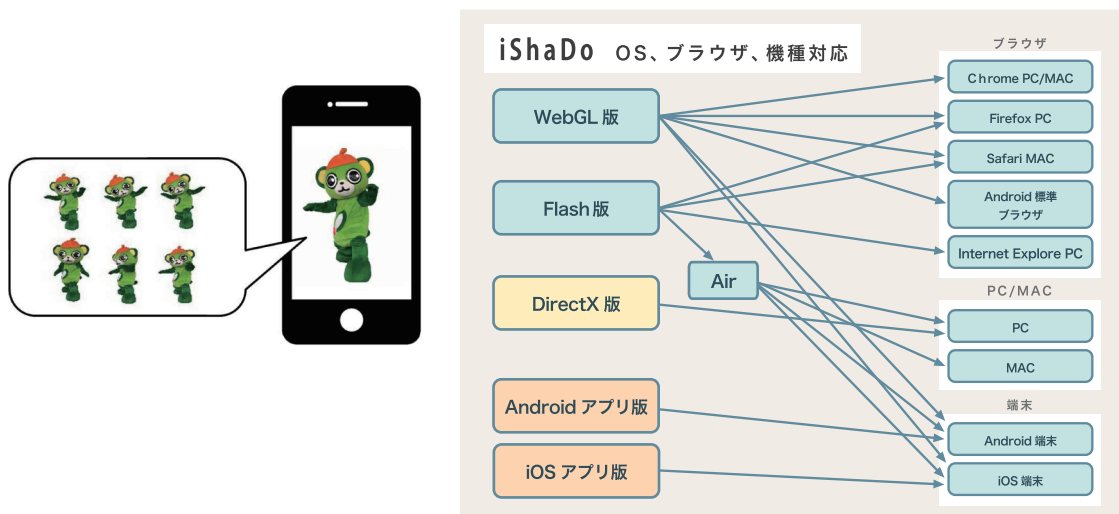 iShaDo OS、ブラウザ、機種対応
WebGL 版
Flash 版
Air
DirectX 版
Android アプリ版
iOS アプリ版
ブラウザ
Chrome PC/MAC
Firefox PC
Safari MAC
Android 標準
ブラウザ
Internet Explore PC
PC/MAC
PC
MAC
端末
Android 端末
iOS 端末